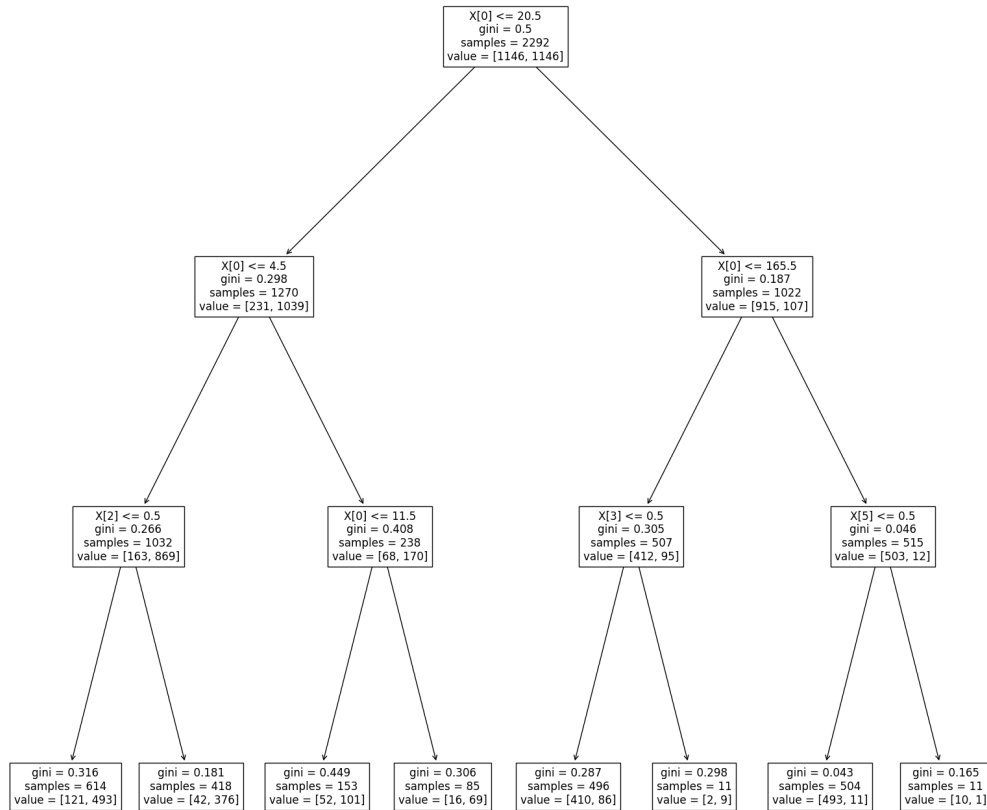 X[0] <= 20.5
gini = 0.5
samples = 2292
value = [1146, 1146]
X[0] <= 4.5
gini = 0.298
samples = 1270
value = [231, 1039]
X[0] <= 165.5
gini = 0.187
samples = 1022
value = [915, 107]
X[2] <= 0.5
gini = 0.266
samples = 1032
value = [163, 869]
X[0] <= 11.5
gini = 0.408
samples = 238
value = [68, 170]
X[3] <= 0.5
gini = 0.305
samples = 507
value = [412, 95]
X[5] <= 0.5
gini = 0.046
samples = 515
value = [503, 12]
gini = 0.316
samples = 614
value = [121, 493]
gini = 0.181
samples = 418
value = [42, 376]
gini = 0.449
samples = 153
value = [52, 101]
gini = 0.306
samples = 85
value = [16, 69]
gini = 0.287
samples = 496
value = [410, 86]
gini = 0.298
samples = 11
value = [2, 9]
gini = 0.043
samples = 504
value = [493, 11]
gini = 0.165
samples = 11
value = [10, 1]